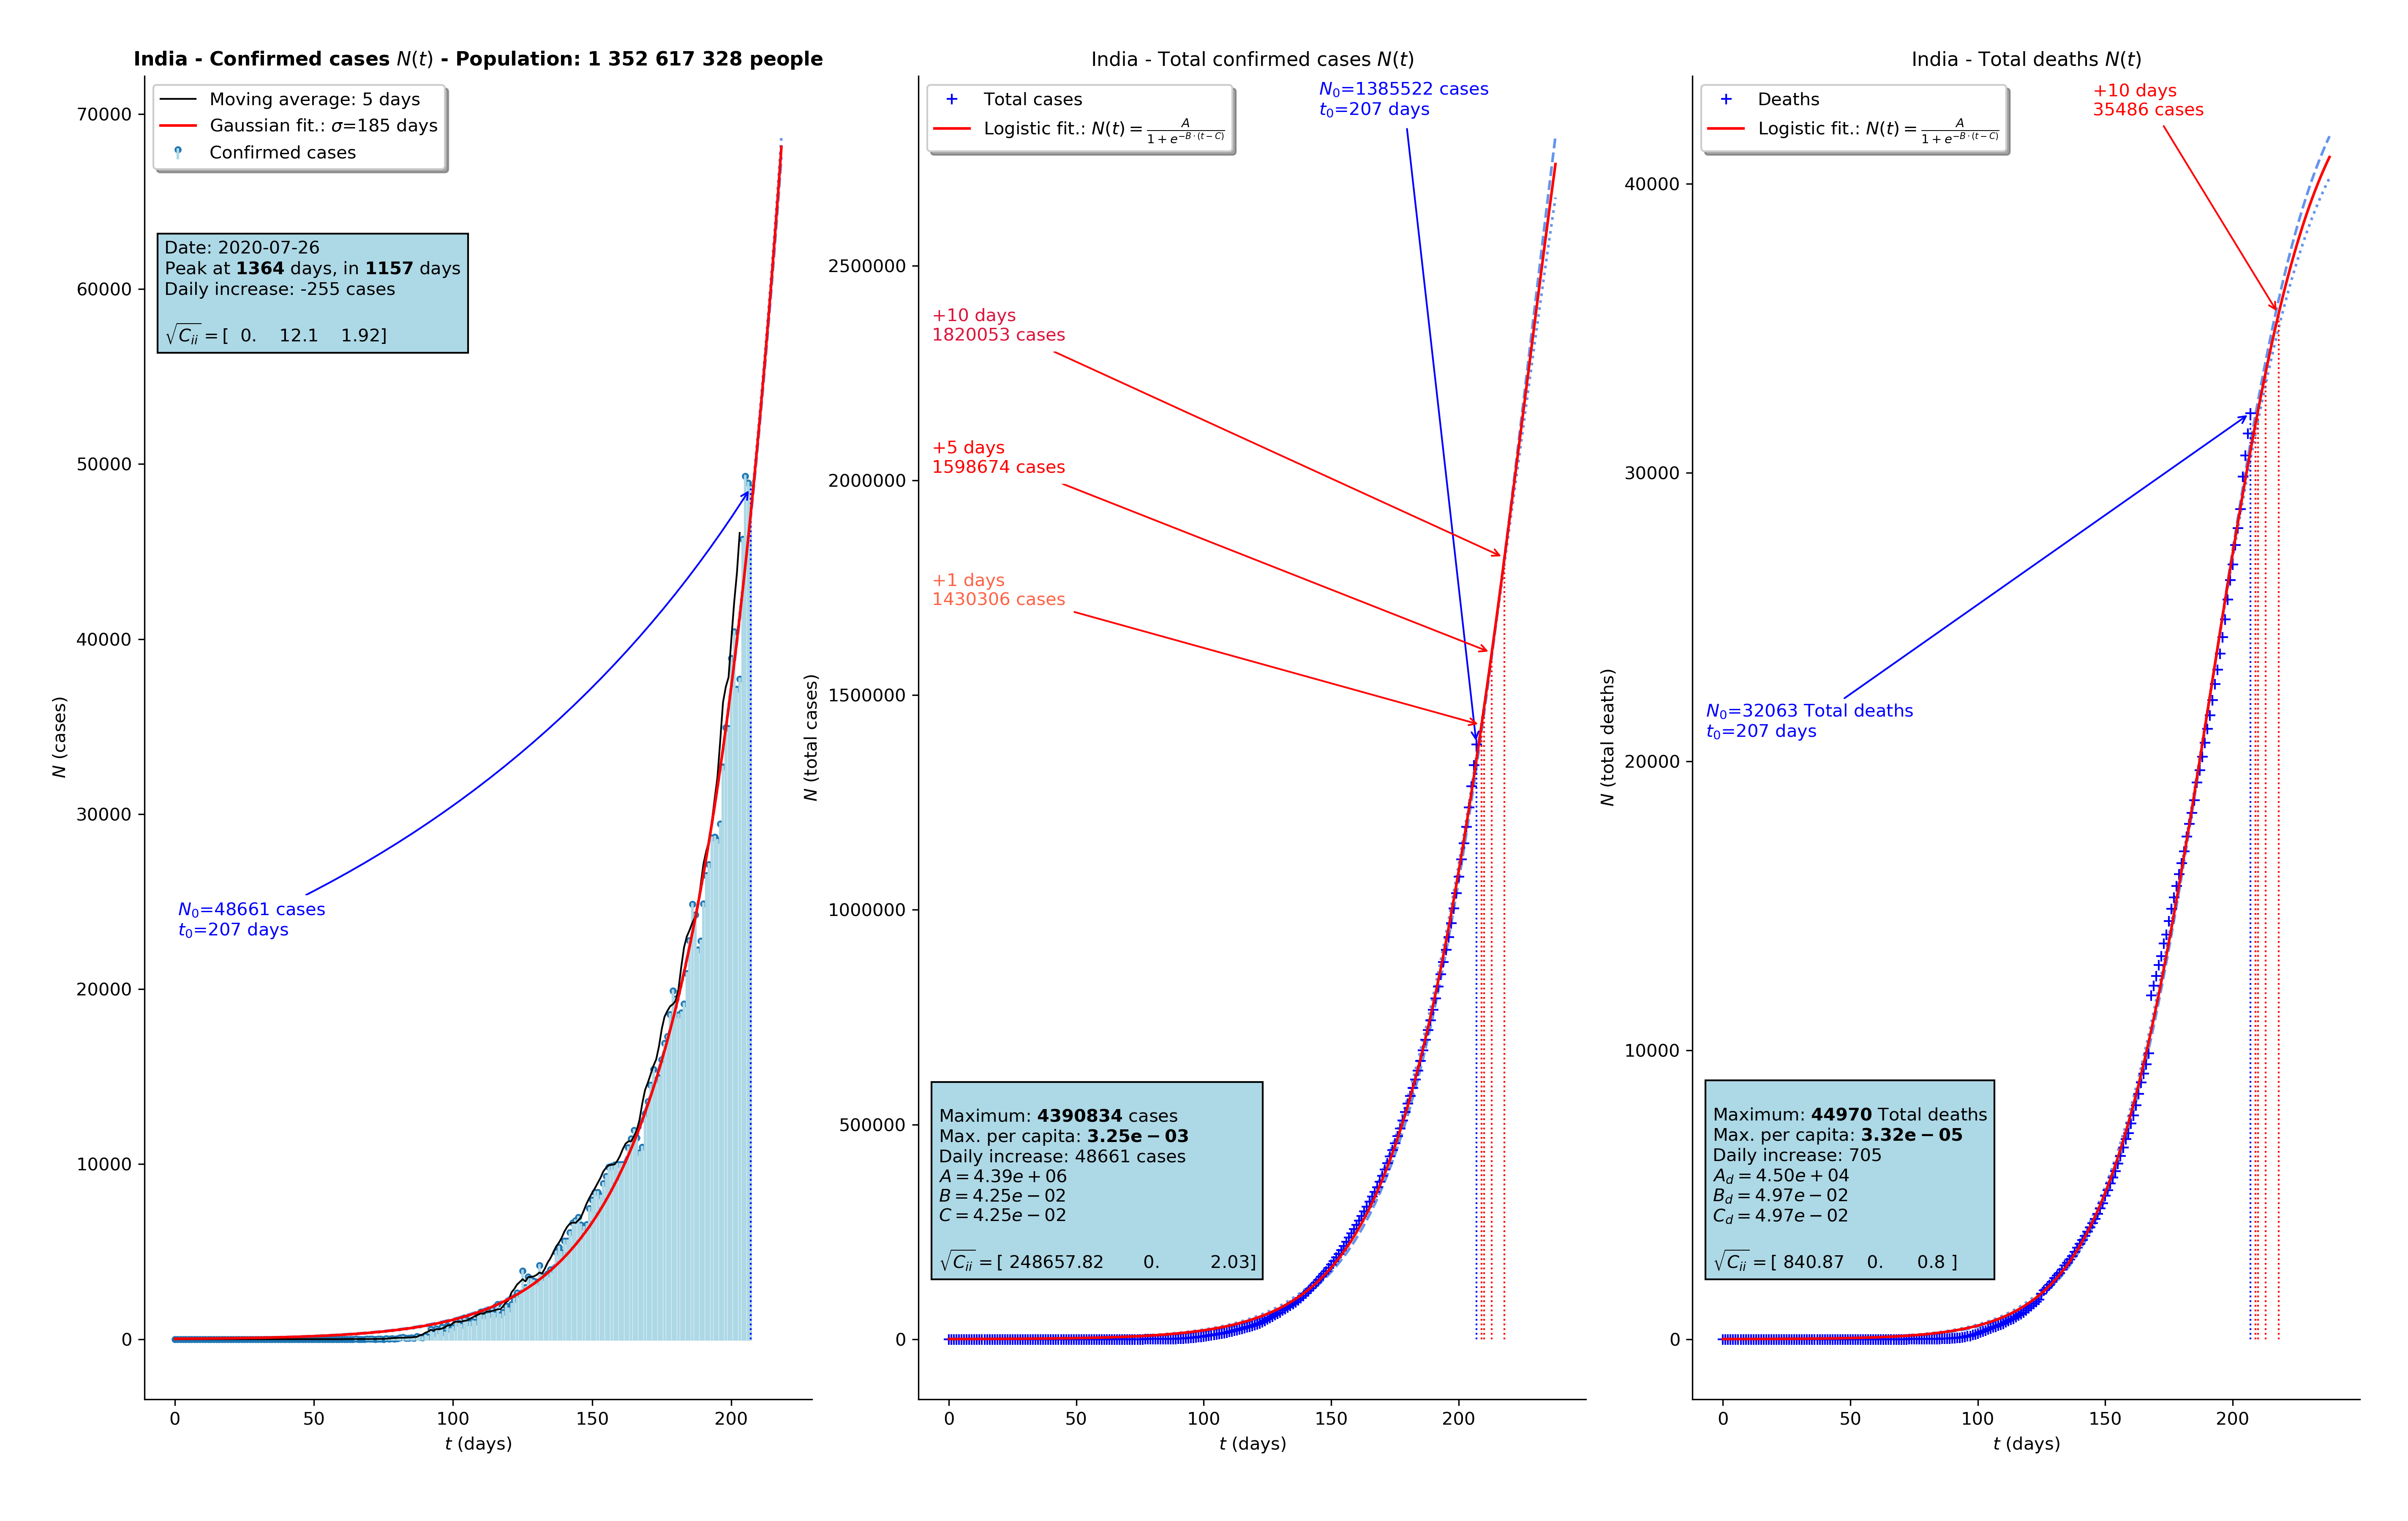 India - Confirmed cases N(t) - Population: 1 352 617 328 people
Moving average: 5 days
Gaussian fit.: σ=185 days
Confirmed cases
Date: 2020-07-26
Peak at 1364 days, in 1157 days
Daily increase: -255 cases
√Cᵢᵢ = [ 0. 12.1 1.92]
N₀=48661 cases
t₀=207 days
70000
60000
50000
40000
30000
20000
10000
0
N (cases)
0 50 100 150 200
t (days)
India - Total confirmed cases N(t)
Total cases
Logistic fit.: N(t) = A / (1 + e^{-B·(t-C)})
N₀=1385522 cases
t₀=207 days
+10 days
1820053 cases
+5 days
1598674 cases
+1 days
1430306 cases
Maximum: 4390834 cases
Max. per capita: 3.25e − 03
Daily increase: 48661 cases
A = 4.39e + 06
B = 4.25e − 02
C = 4.25e − 02
√Cᵢᵢ = [ 248657.82 0. 2.03]
2500000
2000000
1500000
1000000
500000
0
N (total cases)
0 50 100 150 200
t (days)
India - Total deaths N(t)
Deaths
Logistic fit.: N(t) = A / (1 + e^{-B·(t-C)})
+10 days
35486 cases
N₀=32063 Total deaths
t₀=207 days
Maximum: 44970 Total deaths
Max. per capita: 3.32e − 05
Daily increase: 705
A_d = 4.50e + 04
B_d = 4.97e − 02
C_d = 4.97e − 02
√Cᵢᵢ = [ 840.87 0. 0.8 ]
40000
30000
20000
10000
0
N (total deaths)
0 50 100 150 200
t (days)